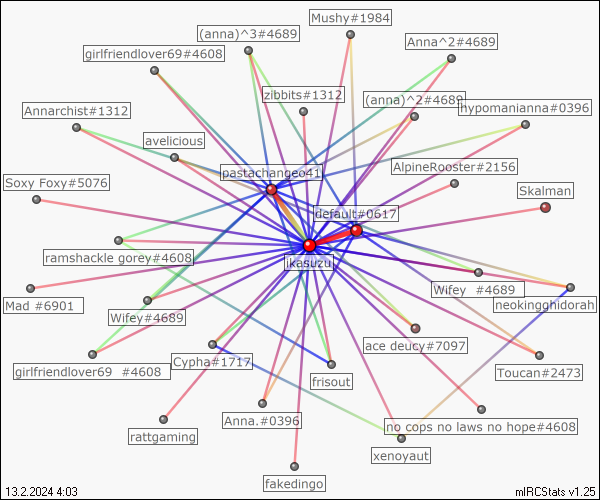 Mushy#1984
(anna)^3#4689
Anna^2#4689
girlfriendlover69#4608
zibbits#1312
(anna)^2#4689
hypomanianna#0396
Annarchist#1312
avelicious
AlpineRooster#2156
pastachangeo41
Soxy Foxy#5076
Skalman
default#0617
ramshackle gorey#4608
ikasuzu
Wifey  #4689
Mad #6901
neokingghidorah
Wifey#4689
ace deucy#7097
Cypha#1717
girlfriendlover69  #4608
Toucan#2473
frisout
Anna.#0396
no cops no laws no hope#4608
rattgaming
xenoyaut
fakedingo
13.2.2024 4:03
mIRCStats v1.25